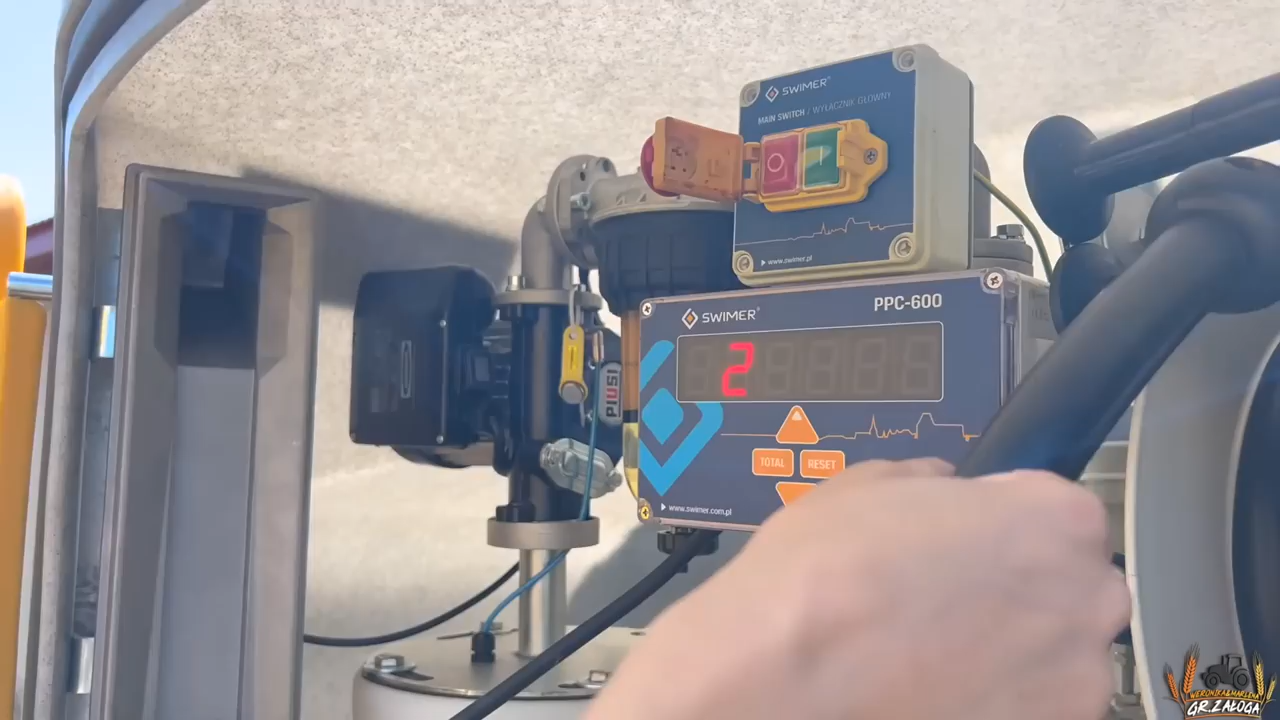 SWIMER
MAIN SWITCH / WYŁĄCZNIK GŁÓWNY
O I
www.swimer.pl
SWIMER
PPC-600
2
PIUSI
TOTAL RESET
www.swimer.com.pl
WERONIKA&MARLENA
GR.ZAŁOGA